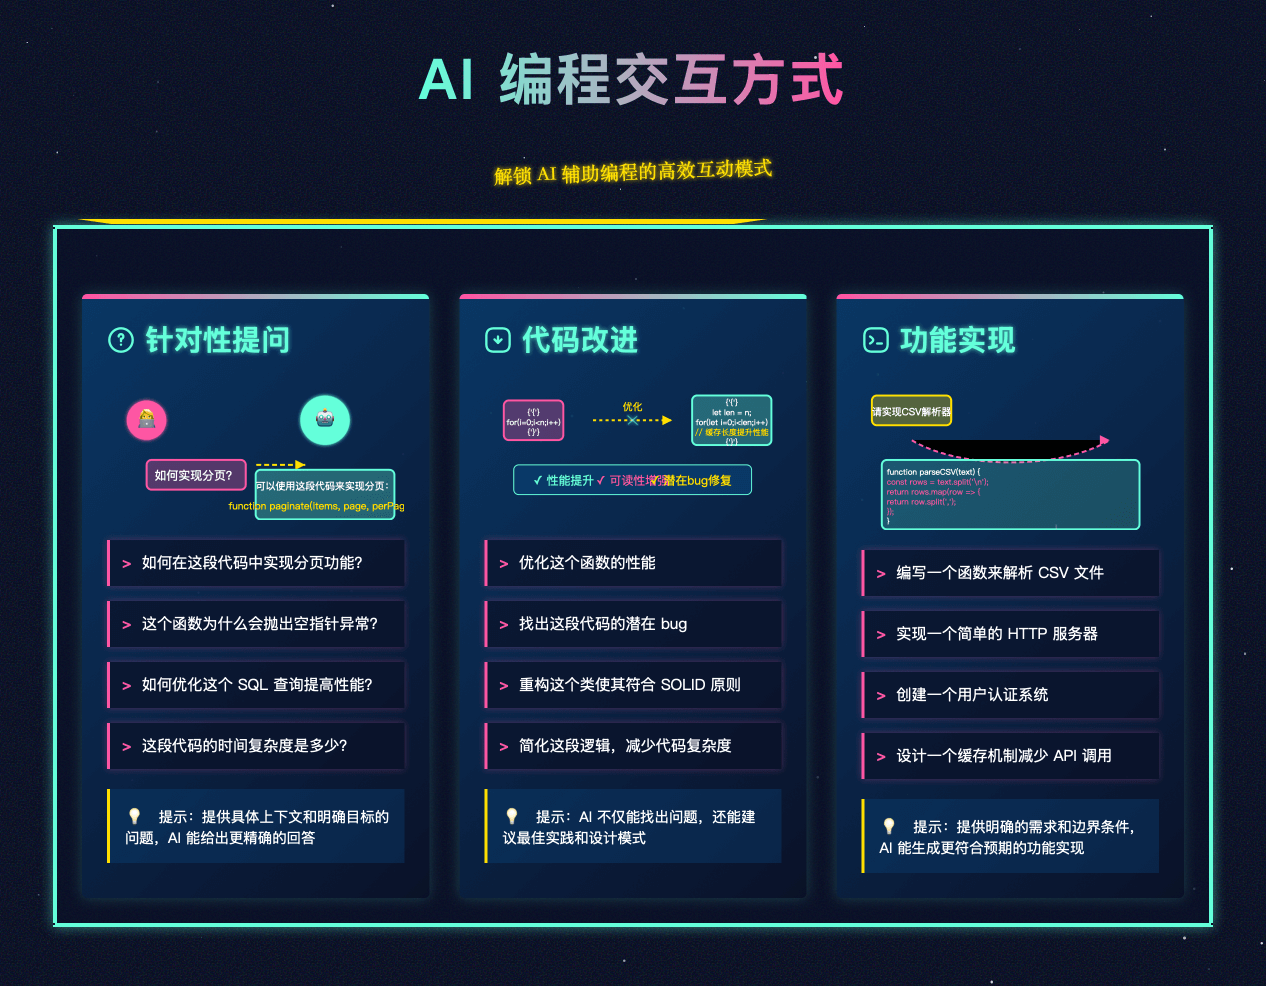 AI 编程交互方式
解锁 AI 辅助编程的高效互动模式
针对性提问
如何实现分页?
可以使用这段代码来实现分页:
function paginate(items, page, perPag
> 如何在这段代码中实现分页功能?
> 这个函数为什么会抛出空指针异常?
> 如何优化这个 SQL 查询提高性能?
> 这段代码的时间复杂度是多少?
提示：提供具体上下文和明确目标的
问题，AI 能给出更精确的回答
代码改进
{'{'}
for(i=0;i<n;i++)
{'}'}
优化
{'{'}
let len = n;
for(let i=0;i<len;i++)
// 缓存长度提升性能
{'}'}
✓ 性能提升 ✓ 可读性增强 ✓ 潜在bug修复
> 优化这个函数的性能
> 找出这段代码的潜在 bug
> 重构这个类使其符合 SOLID 原则
> 简化这段逻辑，减少代码复杂度
提示：AI 不仅能找出问题，还能建
议最佳实践和设计模式
功能实现
请实现CSV解析器
function parseCSV(text) {
const rows = text.split('\n');
return rows.map(row => {
return row.split(',');
});
}
> 编写一个函数来解析 CSV 文件
> 实现一个简单的 HTTP 服务器
> 创建一个用户认证系统
> 设计一个缓存机制减少 API 调用
提示：提供明确的需求和边界条件，
AI 能生成更符合预期的功能实现